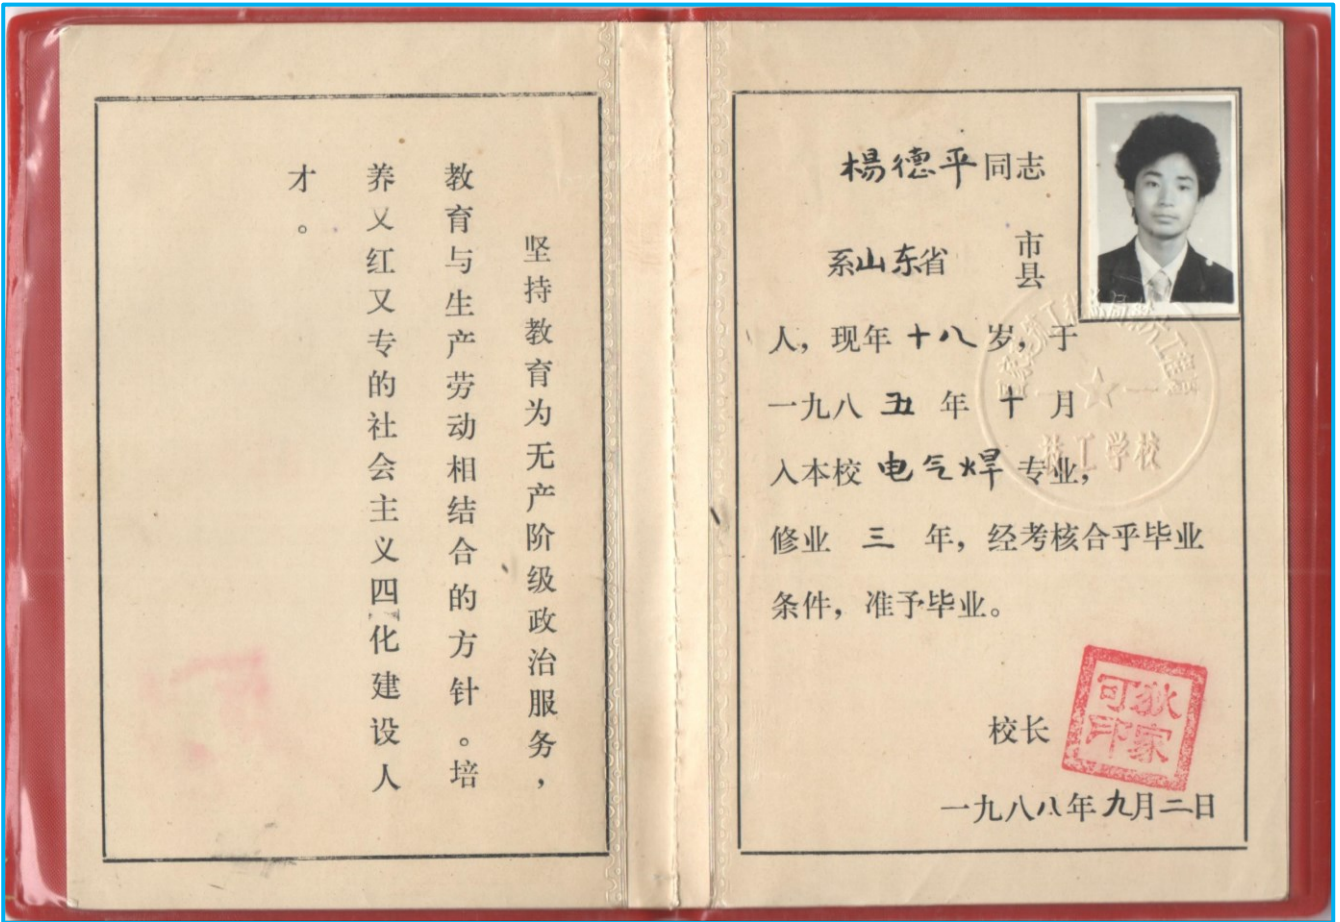 坚持教育为无产阶级政治服务，
教育与生产劳动相结合的方针。培
养又红又专的社会主义四化建设人
才。
楊德平同志
系山东省 市县
人，现年十八岁，于
一九八五年十月
入本校电气焊专业，
修业 三 年，经考核合乎毕业
条件，准予毕业。
校长
狄家可印
一九八八年九月二日
技工学校